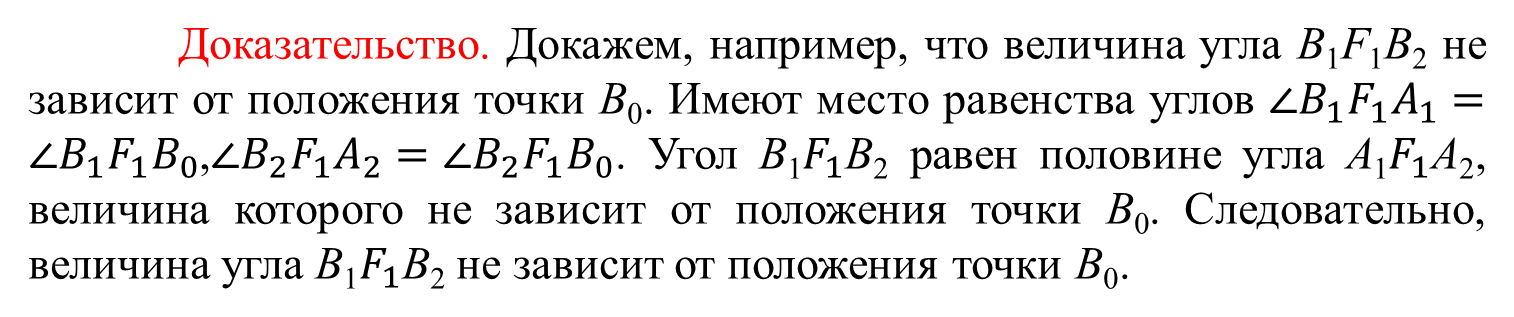 Доказательство. Докажем, например, что величина угла B₁F₁B₂ не
зависит от положения точки B₀. Имеют место равенства углов ∠B₁F₁A₁ =
∠B₁F₁B₀,∠B₂F₁A₂ = ∠B₂F₁B₀. Угол B₁F₁B₂ равен половине угла A₁F₁A₂,
величина которого не зависит от положения точки B₀. Следовательно,
величина угла B₁F₁B₂ не зависит от положения точки B₀.